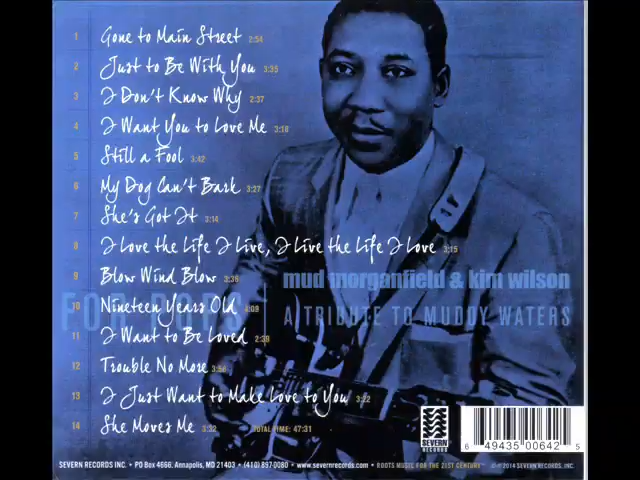 1 Gone to Main Street 2:54
2 Just to Be With You 3:35
3 I Don't Know Why 2:37
4 I Want You to Love Me 3:18
5 Still a Fool 3:42
6 My Dog Can't Bark 3:27
7 She's Got It 3:14
8 I Love the Life I Live, I Live the Life I Love 3:15
9 Blow Wind Blow 3:36
mud morganfield & kim wilson
10 Nineteen Years Old 4:09
FOR POPS | A TRIBUTE TO MUDDY WATERS
11 I Want to Be Loved 2:39
12 Trouble No More 3:56
13 I Just Want to Make Love to You 3:22
14 She Moves Me 3:32
TOTAL TIME: 47:31
SEVERN
RECORDS
6 49435 00642 5
SEVERN RECORDS INC. • PO Box 4666, Annapolis, MD 21403 • (410) 897-0080 • www.severnrecords.com • ROOTS MUSIC FOR THE 21ST CENTURY™ ℗ © 2014 SEVERN RECORDS, INC.